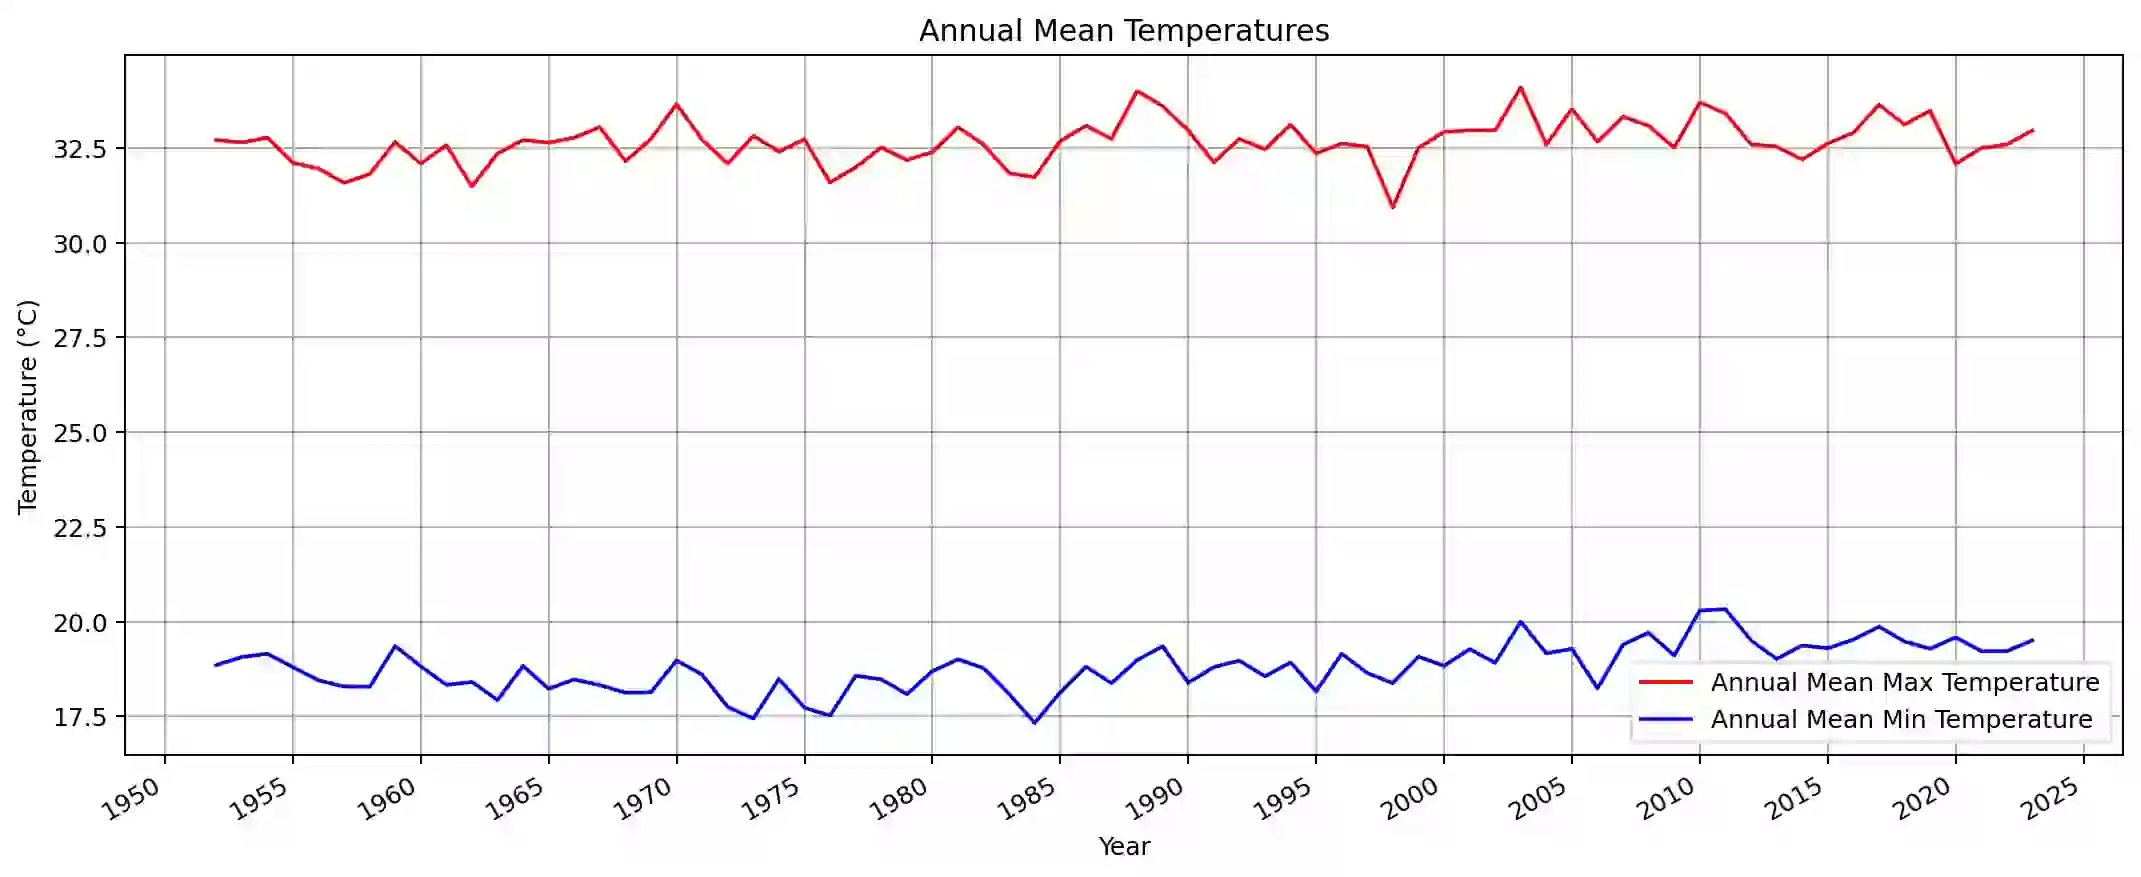 Annual Mean Temperatures
Temperature (°C)
32.5
30.0
27.5
25.0
22.5
20.0
17.5
Annual Mean Max Temperature
Annual Mean Min Temperature
1950 1955 1960 1965 1970 1975 1980 1985 1990 1995 2000 2005 2010 2015 2020 2025
Year